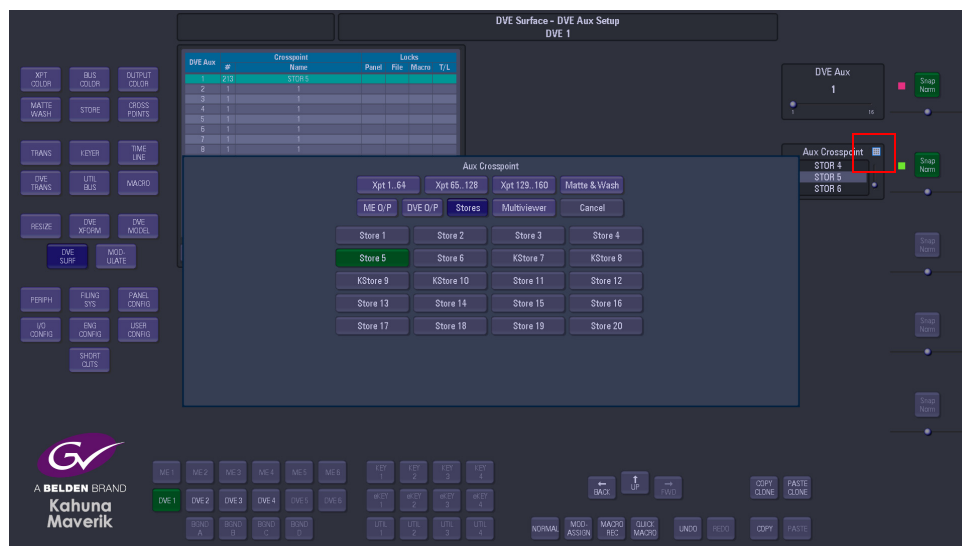 DVE Surface - DVE Aux Setup
DVE 1
DVE Aux
Crosspoint
Locks
# Name Panel File Macro T/L
1 213 STOR 5
2 1 1
3 1 1
4 1 1
5 1 1
6 1 1
7 1 1
8 1 1
XPT COLOR
BUS COLOR
OUTPUT COLOR
MATTE WASH
STORE
CROSS POINTS
TRANS
KEYER
TIME LINE
DVE TRANS
UTIL BUS
MACRO
RESIZE
DVE XFORM
DVE MODEL
DVE SURF
MOD-ULATE
PERIPH
FILING SYS
PANEL CONFIG
I/O CONFIG
ENG CONFIG
USER CONFIG
SHORT CUTS
DVE Aux
1
1 16
Snap Norm
Aux Crosspoint
STOR 4
STOR 5
STOR 6
Snap Norm
Snap Norm
Snap Norm
Snap Norm
Aux Crosspoint
Xpt 1..64 Xpt 65..128 Xpt 129..160 Matte & Wash
ME O/P DVE O/P Stores Multiviewer Cancel
Store 1 Store 2 Store 3 Store 4
Store 5 Store 6 KStore 7 KStore 8
KStore 9 KStore 10 Store 11 Store 12
Store 13 Store 14 Store 15 Store 16
Store 17 Store 18 Store 19 Store 20
GV
A BELDEN BRAND
Kahuna
Maverik
ME 1 ME 2 ME 3 ME 4 ME 5 ME 6
KEY 1 KEY 2 KEY 3 KEY 4
DVE 1 DVE 2 DVE 3 DVE 4 DVE 5 DVE 6
BGND A BGND B BGND C BGND D
UTIL 1 UTIL 2 UTIL 3 UTIL 4
BACK UP FWD
COPY CLONE PASTE CLONE
NORMAL MOD-ASSIGN MACRO REC QUICK MACRO UNDO REDO COPY PASTE